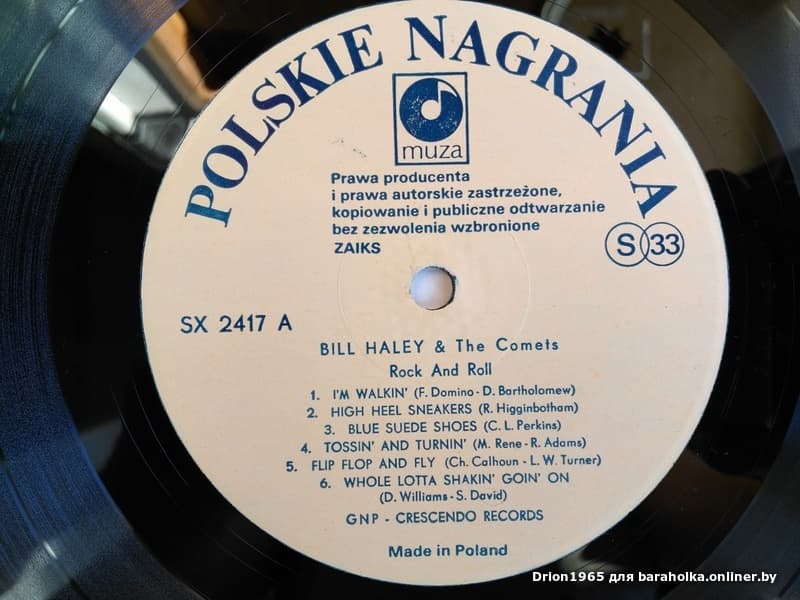 POLSKIE NAGRANIA
muza
Prawa producenta
i prawa autorskie zastrzeżone,
kopiowanie i publiczne odtwarzanie
bez zezwolenia wzbronione
ZAIKS
S 33
SX 2417 A
BILL HALEY & The Comets
Rock And Roll
1. I'M WALKIN' (F. Domino - D. Bartholomew)
2. HIGH HEEL SNEAKERS (R. Higginbotham)
3. BLUE SUEDE SHOES (C. L. Perkins)
4. TOSSIN' AND TURNIN' (M. Rene - R. Adams)
5. FLIP FLOP AND FLY (Ch. Calhoun - L. W. Turner)
6. WHOLE LOTTA SHAKIN' GOIN' ON
(D. Williams - S. David)
GNP - CRESCENDO RECORDS
Made in Poland
Drion1965 для baraholka.onliner.by